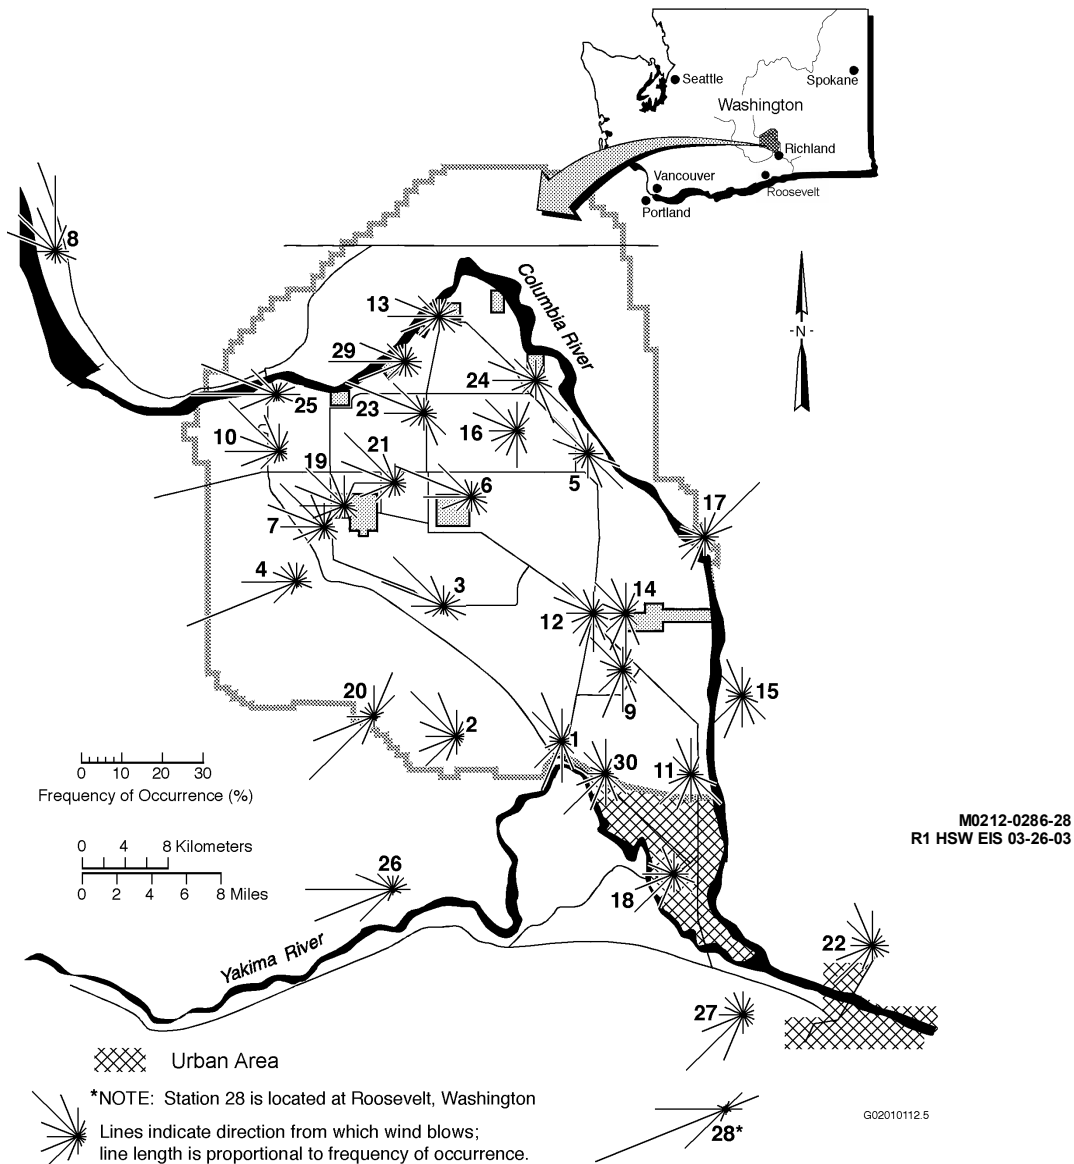 Seattle
Spokane
Washington
Richland
Vancouver
Roosevelt
Portland
8
Columbia River
13
-N-
29
24
25
23
10
16
21
19
6
5
17
7
4
3
14
12
20
15
9
2
1
30
11
0 10 20 30
Frequency of Occurrence (%)
M0212-0286-28
R1 HSW EIS 03-26-03
0 4 8 Kilometers
0 2 4 6 8 Miles
26
18
22
Yakima River
27
Urban Area
*NOTE: Station 28 is located at Roosevelt, Washington
G02010112.5
Lines indicate direction from which wind blows;
28*
line length is proportional to frequency of occurrence.